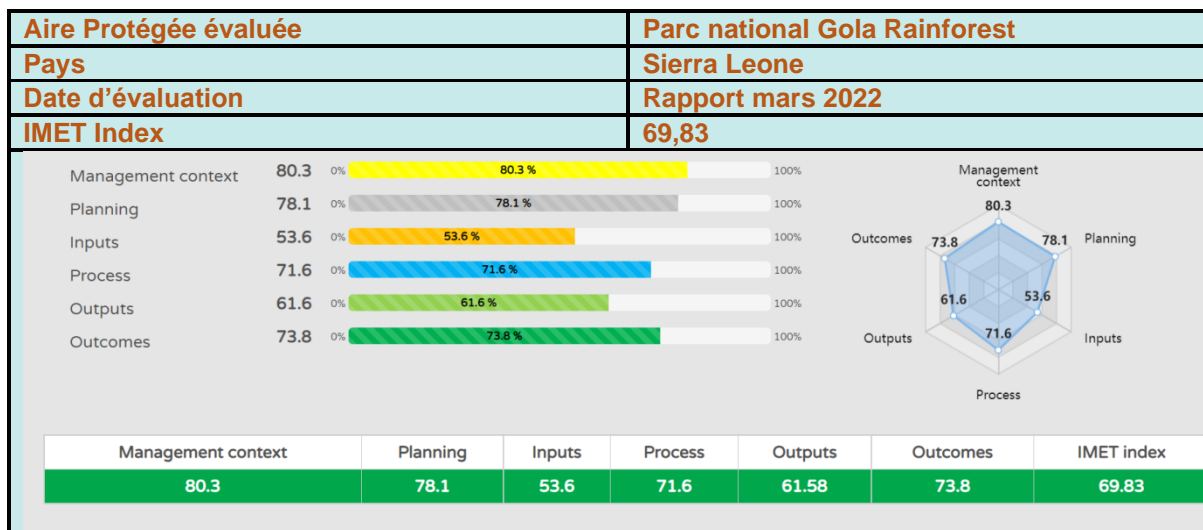 Aire Protégée évaluée Parc national Gola Rainforest
Pays Sierra Leone
Date d’évaluation Rapport mars 2022
IMET Index 69,83
Management context 80.3 0% 80.3 % 100%
Planning 78.1 0% 78.1 % 100%
Inputs 53.6 0% 53.6 % 100%
Process 71.6 0% 71.6 % 100%
Outputs 61.6 0% 61.6 % 100%
Outcomes 73.8 0% 73.8 % 100%
Management
context
80.3
Outcomes 73.8 78.1 Planning
61.6 53.6
Outputs 71.6 Inputs
Process
Management context Planning Inputs Process Outputs Outcomes IMET index
80.3 78.1 53.6 71.6 61.58 73.8 69.83